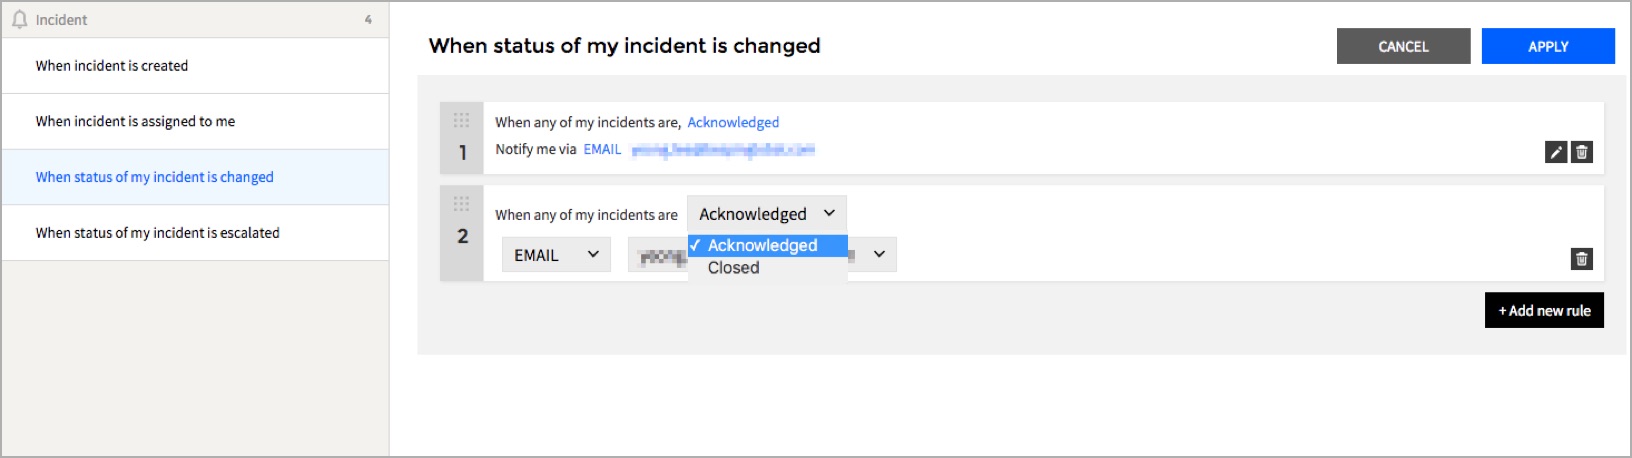 Incident 4
When incident is created
When incident is assigned to me
When status of my incident is changed
When status of my incident is escalated
When status of my incident is changed
CANCEL
APPLY
1
When any of my incidents are, Acknowledged
Notify me via EMAIL
2
When any of my incidents are Acknowledged
✓ Acknowledged
Closed
EMAIL
+ Add new rule